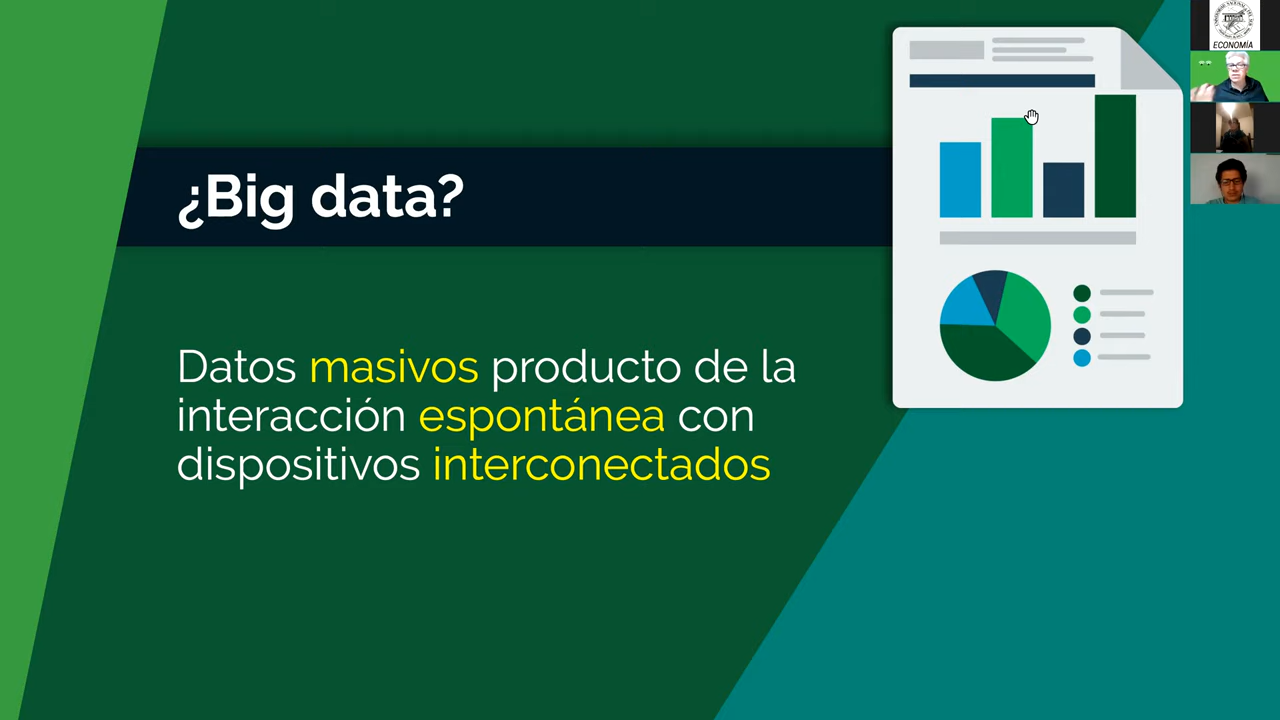 ¿Big data?
Datos masivos producto de la
interacción espontánea con
dispositivos interconectados
ECONOMÍA